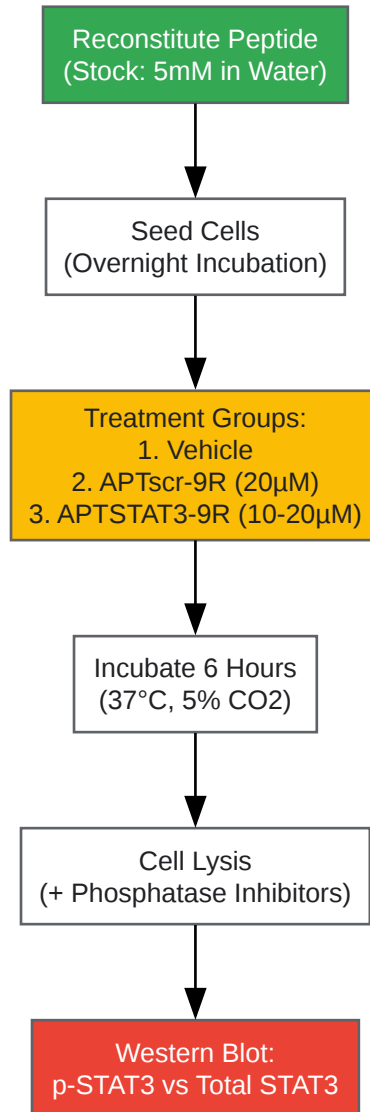 Reconstitute Peptide
(Stock: 5mM in Water)
Seed Cells
(Overnight Incubation)
Treatment Groups:
1. Vehicle
2. APTscr-9R (20µM)
3. APTSTAT3-9R (10-20µM)
Incubate 6 Hours
(37°C, 5% CO2)
Cell Lysis
(+ Phosphatase Inhibitors)
Western Blot:
p-STAT3 vs Total STAT3